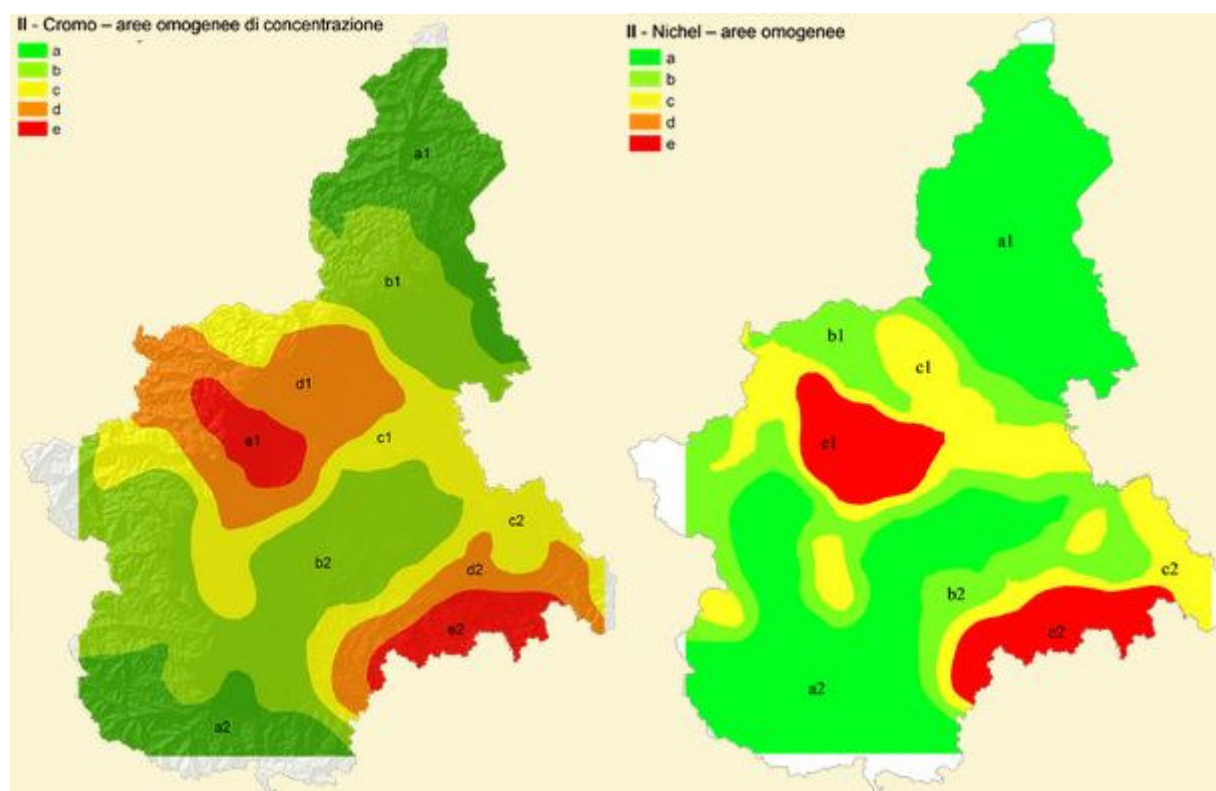 II - Cromo – aree omogenee di concentrazione
a
b
c
d
e
a1
b1
d1
e1
c1
c2
b2
d2
e2
a2
II - Nichel – aree omogenee
a
b
c
d
e
a1
b1
c1
e1
c2
b2
e2
a2